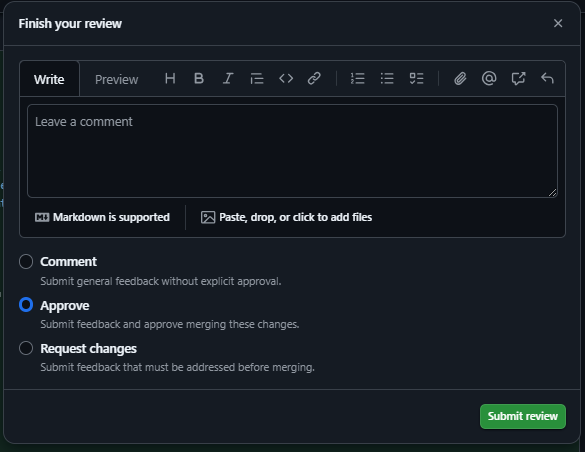 Finish your review
Write Preview H B I
Leave a comment
Markdown is supported Paste, drop, or click to add files
Comment
Submit general feedback without explicit approval.
Approve
Submit feedback and approve merging these changes.
Request changes
Submit feedback that must be addressed before merging.
Submit review